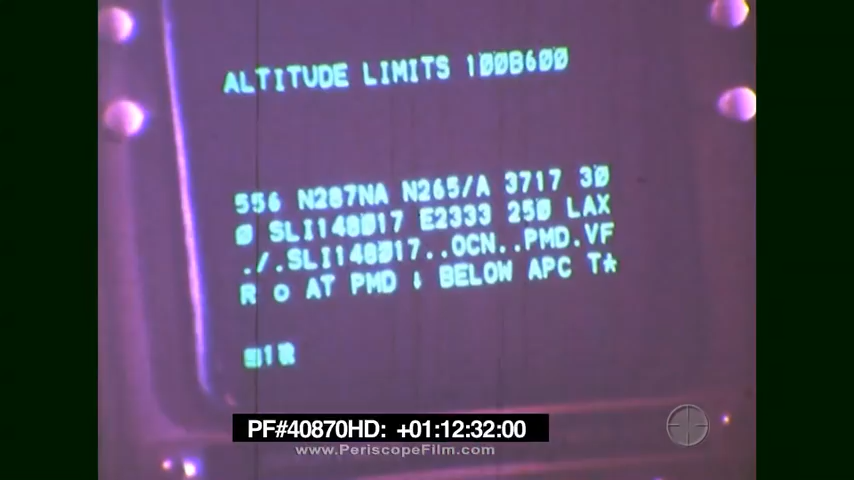 ALTITUDE LIMITS 100B600
556 N287NA N265/A 3717 30
0 SLI148017 E2333 250 LAX
./.SLI148017..OCN..PMD.VF
R o AT PMD ↓ BELOW APC T*
PF#40870HD: +01:12:32:00
www.PeriscopeFilm.com